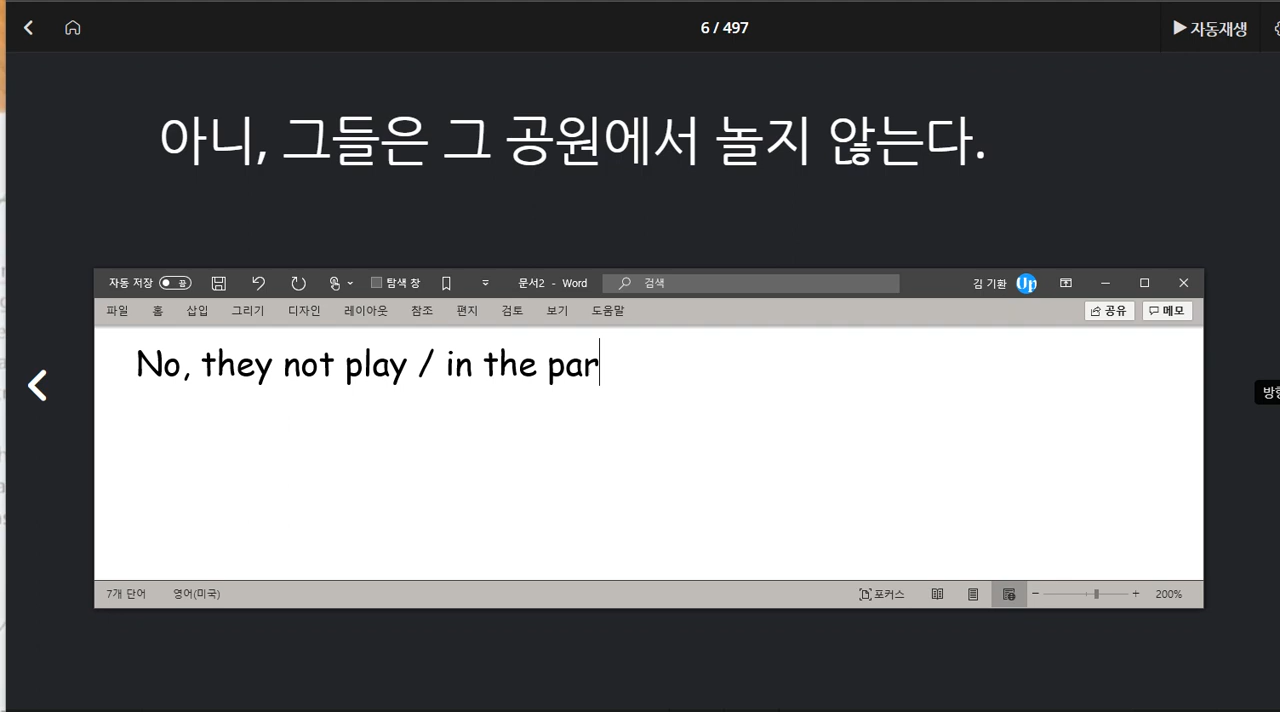 6 / 497
▶ 자동재생
아니, 그들은 그 공원에서 놀지 않는다.
자동 저장 끔 탐색 창 문서2 - Word 검색 김 기환 Up
파일 홈 삽입 그리기 디자인 레이아웃 참조 편지 검토 보기 도움말 공유 메모
No, they not play / in the par
7개 단어 영어(미국) 포커스 200%